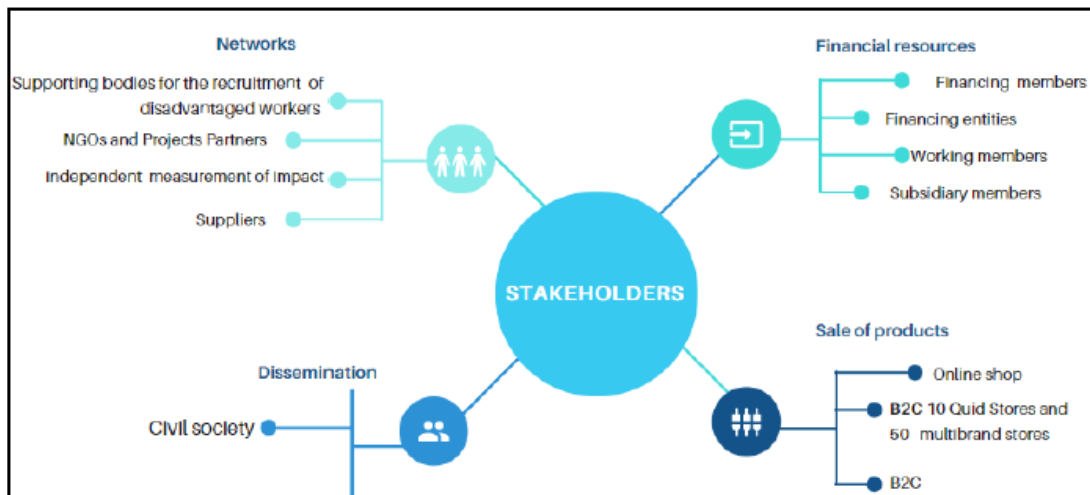 Networks
Supporting bodies for the recruitment of
disadvantaged workers
NGOs and Projects Partners
Independent measurement of impact
Suppliers
Financial resources
Financing members
Financing entities
Working members
Subsidiary members
STAKEHOLDERS
Dissemination
Civil society
Sale of products
Online shop
B2C 10 Quid Stores and
50 multibrand stores
B2C